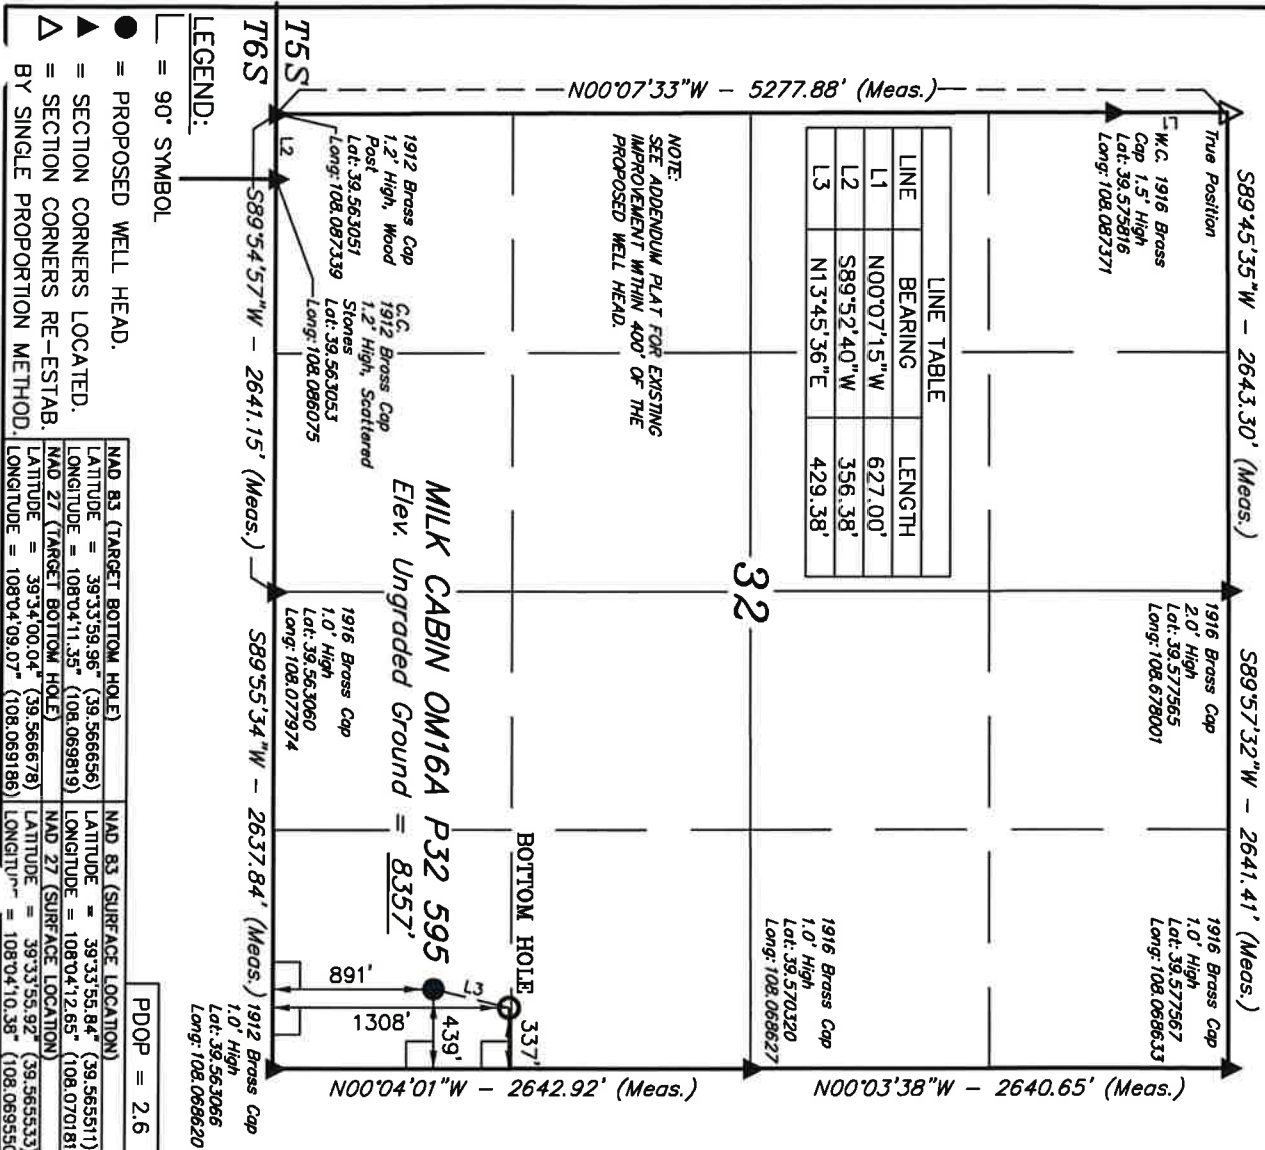 S89°45'35"W - 2643.30' (Meas.)
S89°57'32"W - 2641.41' (Meas.)
True Position
L1
W.C. 1916 Brass
Cap 1.5' High
Lat: 39.575816
Long: 108.087371
1916 Brass Cap
2.0' High
Lat: 39.577565
Long: 108.678001
1916 Brass Cap
1.0' High
Lat: 39.577567
Long: 108.068633
N00°07'33"W - 5277.88' (Meas.)
LINE TABLE
LINE BEARING LENGTH
L1 N00°07'15"W 627.00'
L2 S89°52'40"W 356.38'
L3 N13°45'36"E 429.38'
32
N00°03'38"W - 2640.65' (Meas.)
1916 Brass Cap
1.0' High
Lat: 39.570320
Long: 108.068627
NOTE:
SEE ADDENDUM PLAT FOR EXISTING
IMPROVEMENT WITHIN 400' OF THE
PROPOSED WELL HEAD.
BOTTOM HOLE
337'
L3
439'
1308'
891'
MILK CABIN OM16A P32 595
Elev. Ungraded Ground = 8357'
N00°04'01"W - 2642.92' (Meas.)
1912 Brass Cap
1.2' High, Wood
Post
Lat: 39.563051
Long: 108.087339
C.C.
1912 Brass Cap
1.2' High, Scattered
Stones
Lat: 39.563053
Long: 108.086075
L2
1916 Brass Cap
1.0' High
Lat: 39.563060
Long: 108.077974
1912 Brass Cap
1.0' High
Lat: 39.563066
Long: 108.068620
T5S
T6S
S89°54'57"W - 2641.15' (Meas.)
S89°55'34"W - 2637.84' (Meas.)
LEGEND:
= 90° SYMBOL
= PROPOSED WELL HEAD.
= SECTION CORNERS LOCATED.
= SECTION CORNERS RE-ESTAB.
BY SINGLE PROPORTION METHOD.
PDOP = 2.6
NAD 83 (TARGET BOTTOM HOLE)
LATITUDE = 39°33'59.96" (39.566656)
LONGITUDE = 108°04'11.35" (108.069819)
NAD 27 (TARGET BOTTOM HOLE)
LATITUDE = 39°34'00.04" (39.566678)
LONGITUDE = 108°04'09.07" (108.069186)
NAD 83 (SURFACE LOCATION)
LATITUDE = 39°33'55.84" (39.565511)
LONGITUDE = 108°04'12.65" (108.070181
NAD 27 (SURFACE LOCATION)
LATITUDE = 39°33'55.92" (39.565533)
LONGITUDE = 108°04'10.38" (108.069550